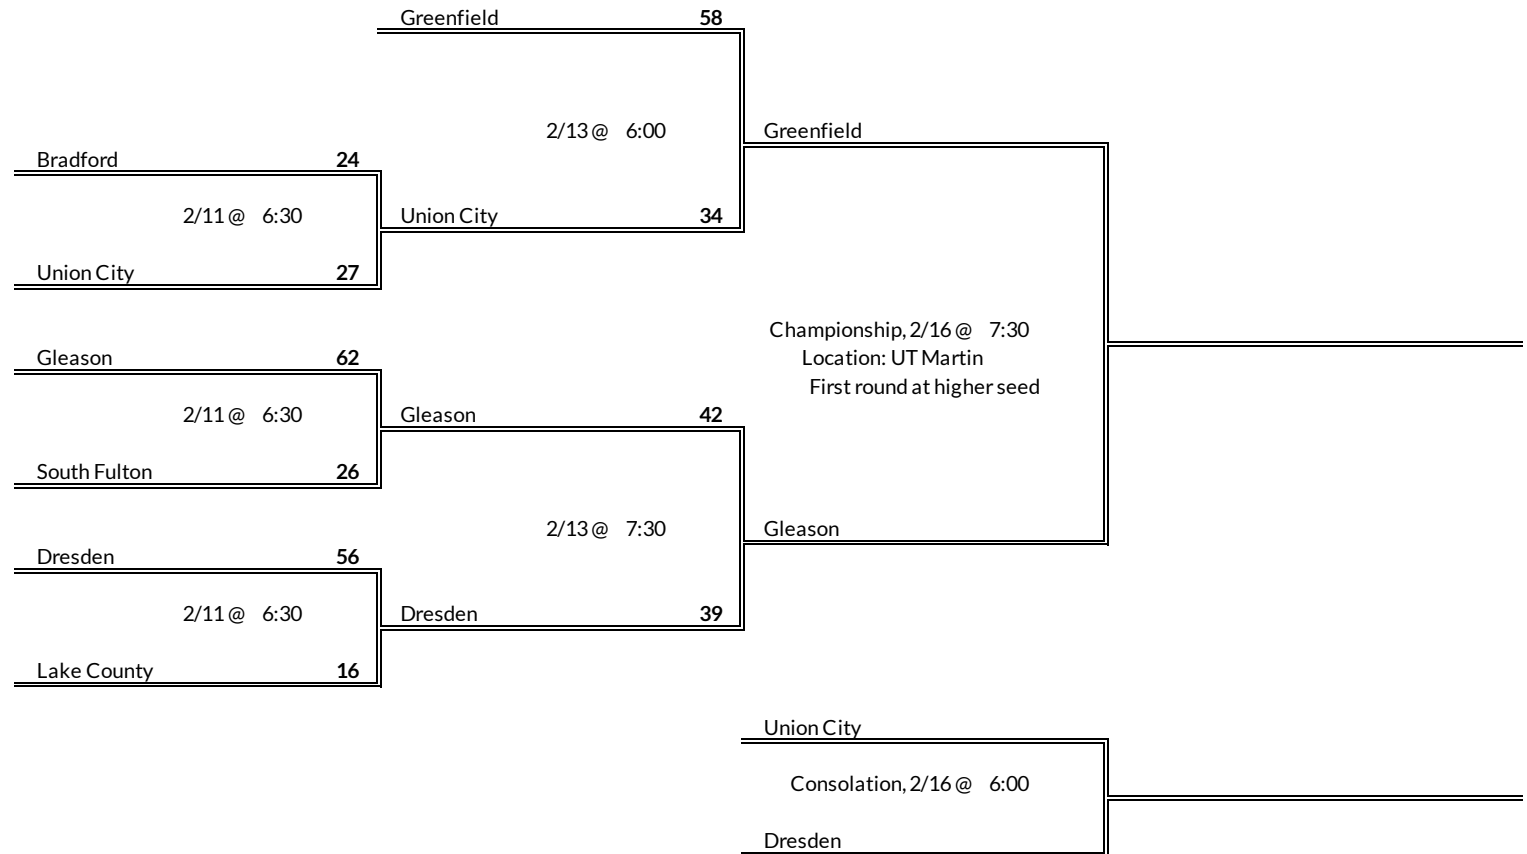 Greenfield 58
2/13 @ 6:00 Greenfield
Bradford 24
2/11 @ 6:30 Union City 34
Union City 27
Championship, 2/16 @ 7:30
Gleason 62 Location: UT Martin
First round at higher seed
2/11 @ 6:30 Gleason 42
South Fulton 26
2/13 @ 7:30 Gleason
Dresden 56
2/11 @ 6:30 Dresden 39
Lake County 16
Union City
Consolation, 2/16 @ 6:00
Dresden